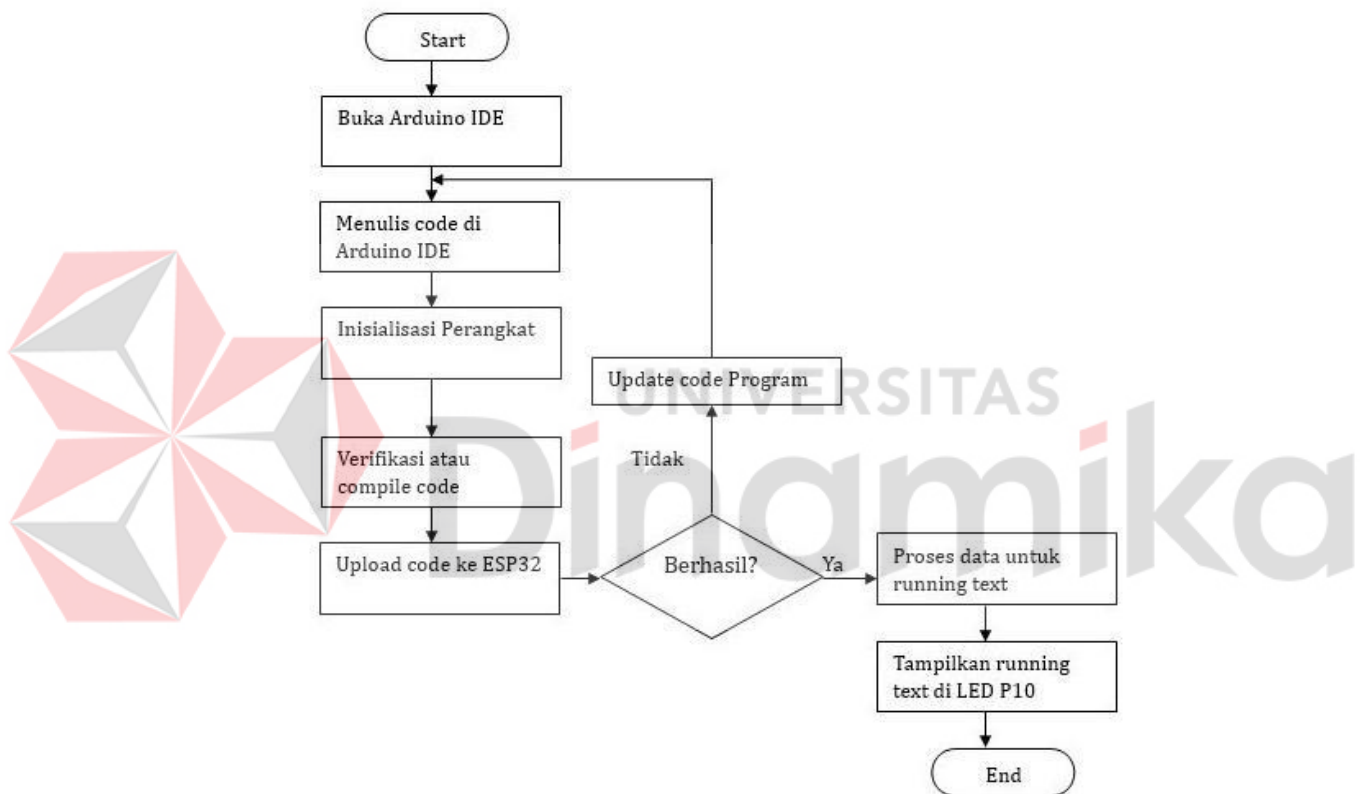 Start
Buka Arduino IDE
Menulis code di
Arduino IDE
Inisialisasi Perangkat
Update code Program
UNIVERSITAS
Dinamika
Verifikasi atau
compile code
Tidak
Upload code ke ESP32
Berhasil?
Ya
Proses data untuk
running text
Tampilkan running
text di LED P10
End